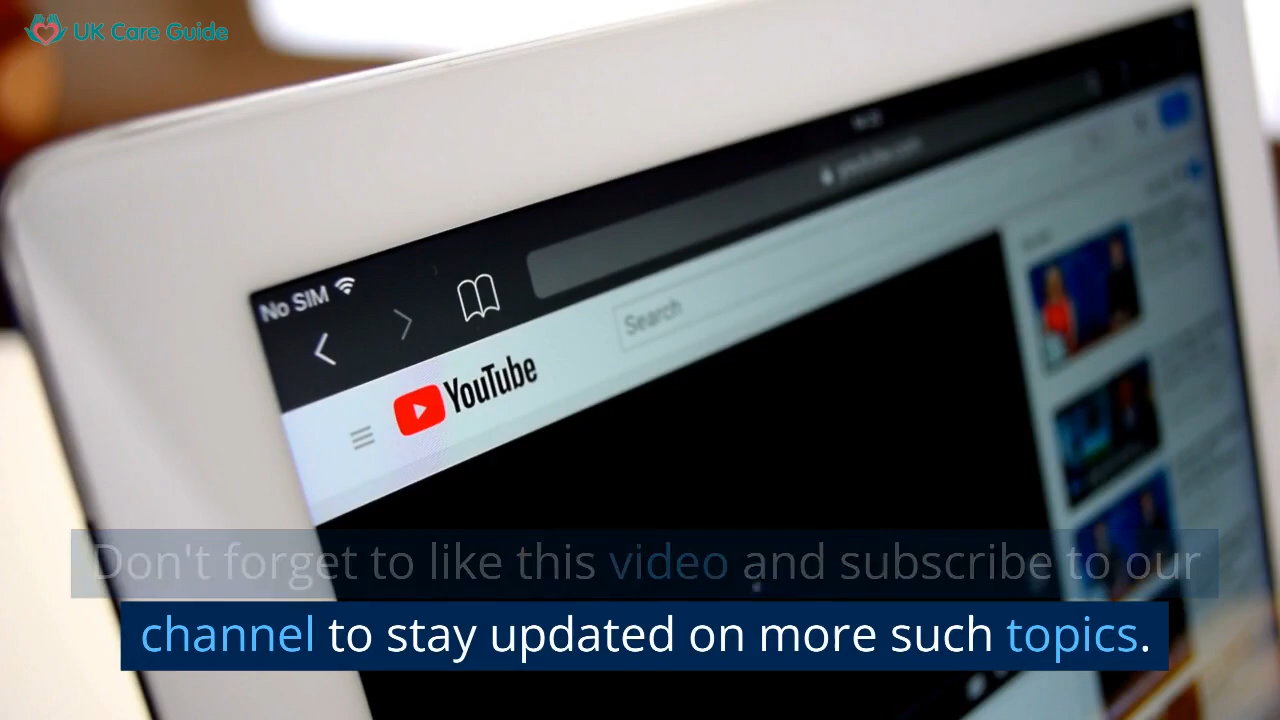 UK Care Guide
No SIM
Search
YouTube
Don't forget to like this video and subscribe to our
channel to stay updated on more such topics.